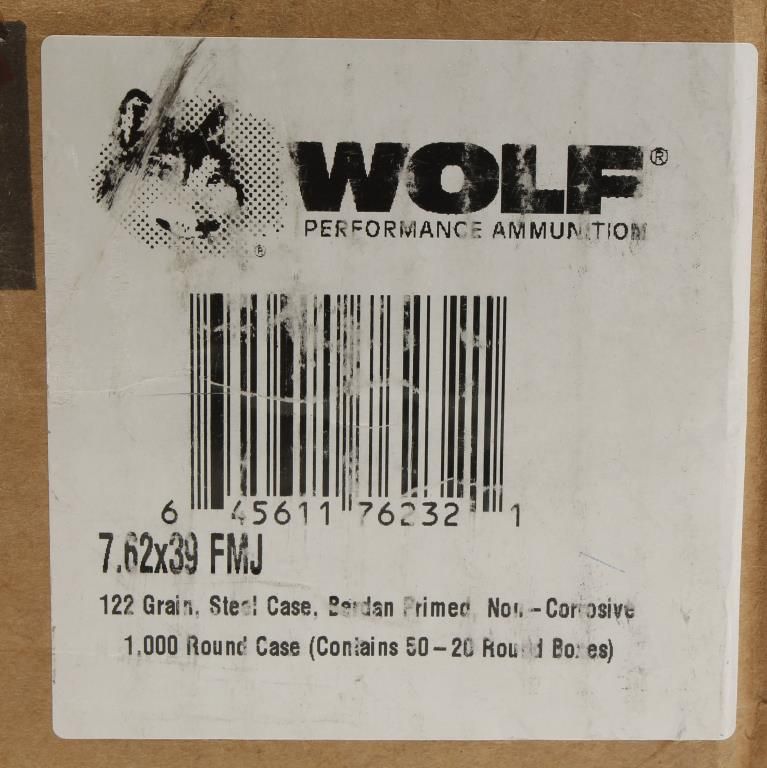 WOLF®
PERFORMANCE AMMUNITION
®
6 45611 76232 1
7.62x39 FMJ
122 Grain, Steel Case, Berdan Primed, Non-Corrosive
1,000 Round Case (Contains 50-20 Round Boxes)